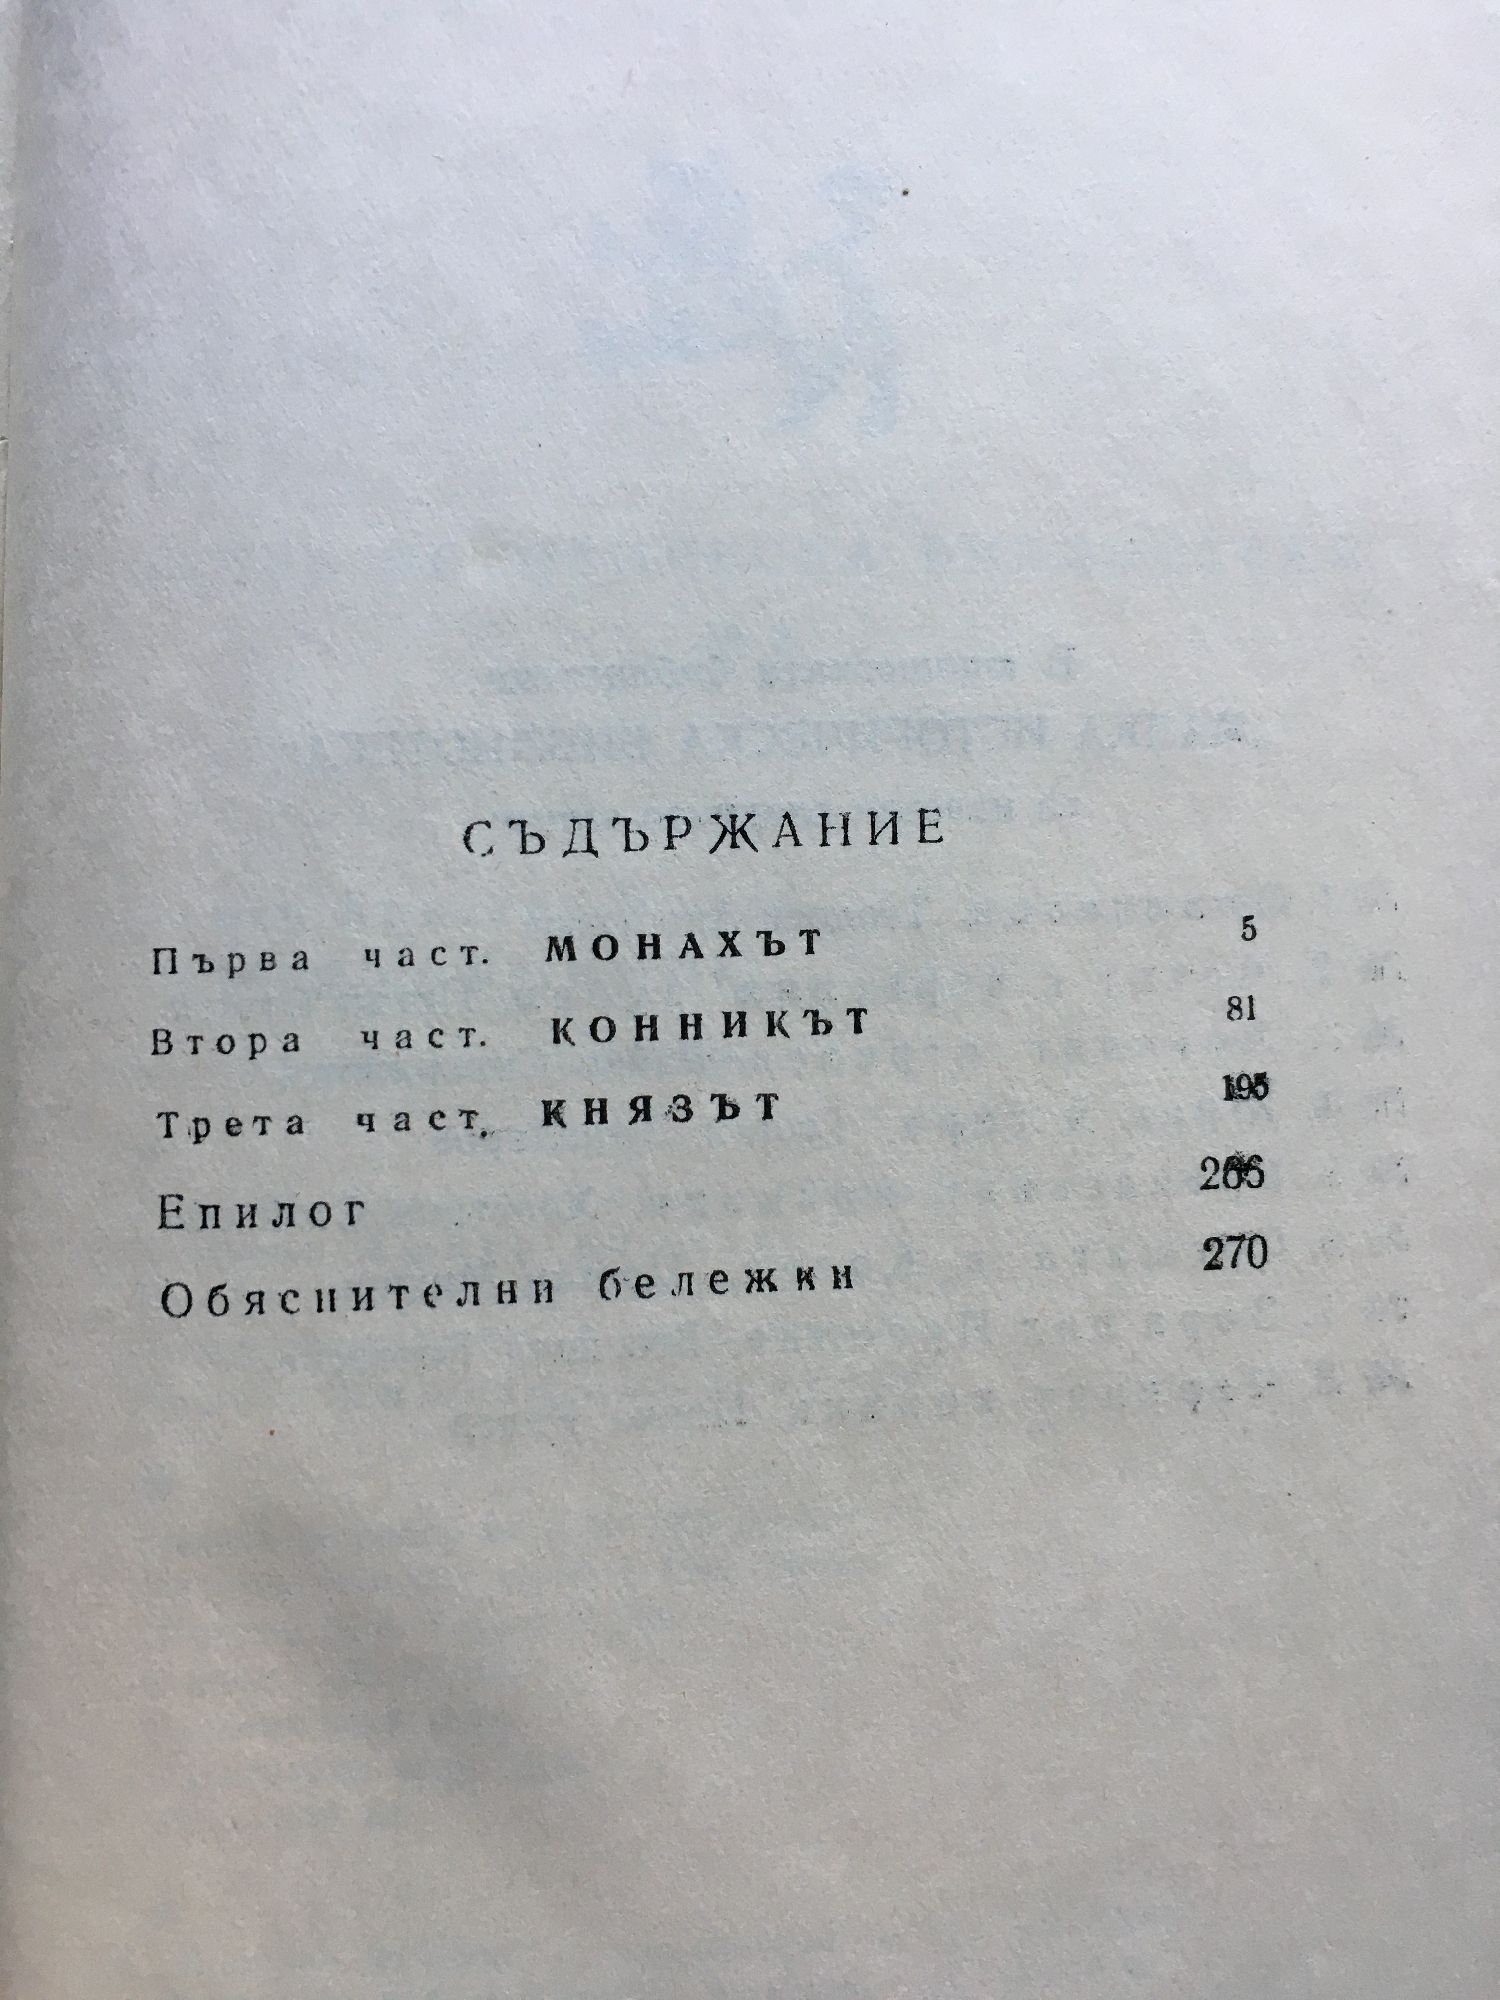 СЪДЪРЖАНИЕ
Първа част. МОНАХЪТ 5
Втора част. КОННИКЪТ 81
Трета част. КНЯЗЪТ 195
Епилог 266
Обяснителни бележки 270